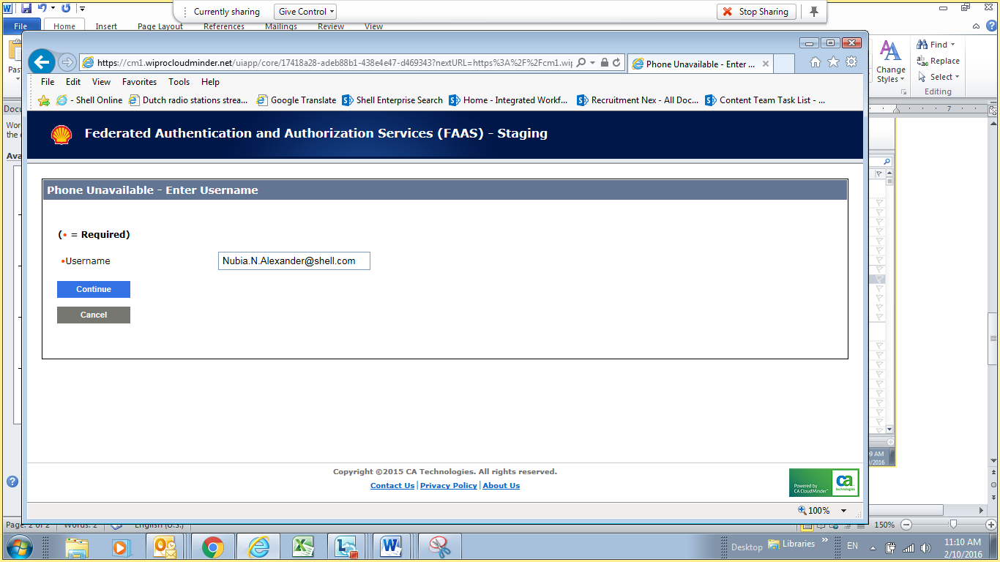 Currently sharing
Give Control
Stop Sharing
File
Home
Insert
Page Layout
References
Mailings
Review
View
https://cm1.wiprocloudminder.net/uiapp/core/17418a28-adeb88b1-438e4e47-d469343?nextURL=https%3A%2F%2Fcm1.wip
Phone Unavailable - Enter ...
File Edit View Favorites Tools Help
- Shell Online
Dutch radio stations strea...
Google Translate
Shell Enterprise Search
Home - Integrated Workf...
Recruitment Nex - All Doc...
Content Team Task List - ...
Change
Styles
Find
Replace
Select
Editing
7
Federated Authentication and Authorization Services (FAAS) - Staging
Phone Unavailable - Enter Username
(• = Required)
•Username
Nubia.N.Alexander@shell.com
Continue
Cancel
Copyright ©2015 CA Technologies. All rights reserved.
Contact Us | Privacy Policy | About Us
Powered by
CA CloudMinder™
ca
technologies
100%
Page: 2 of 2
Words: 2
English (U.S.)
150%
Desktop
Libraries
EN
11:10 AM
2/10/2016